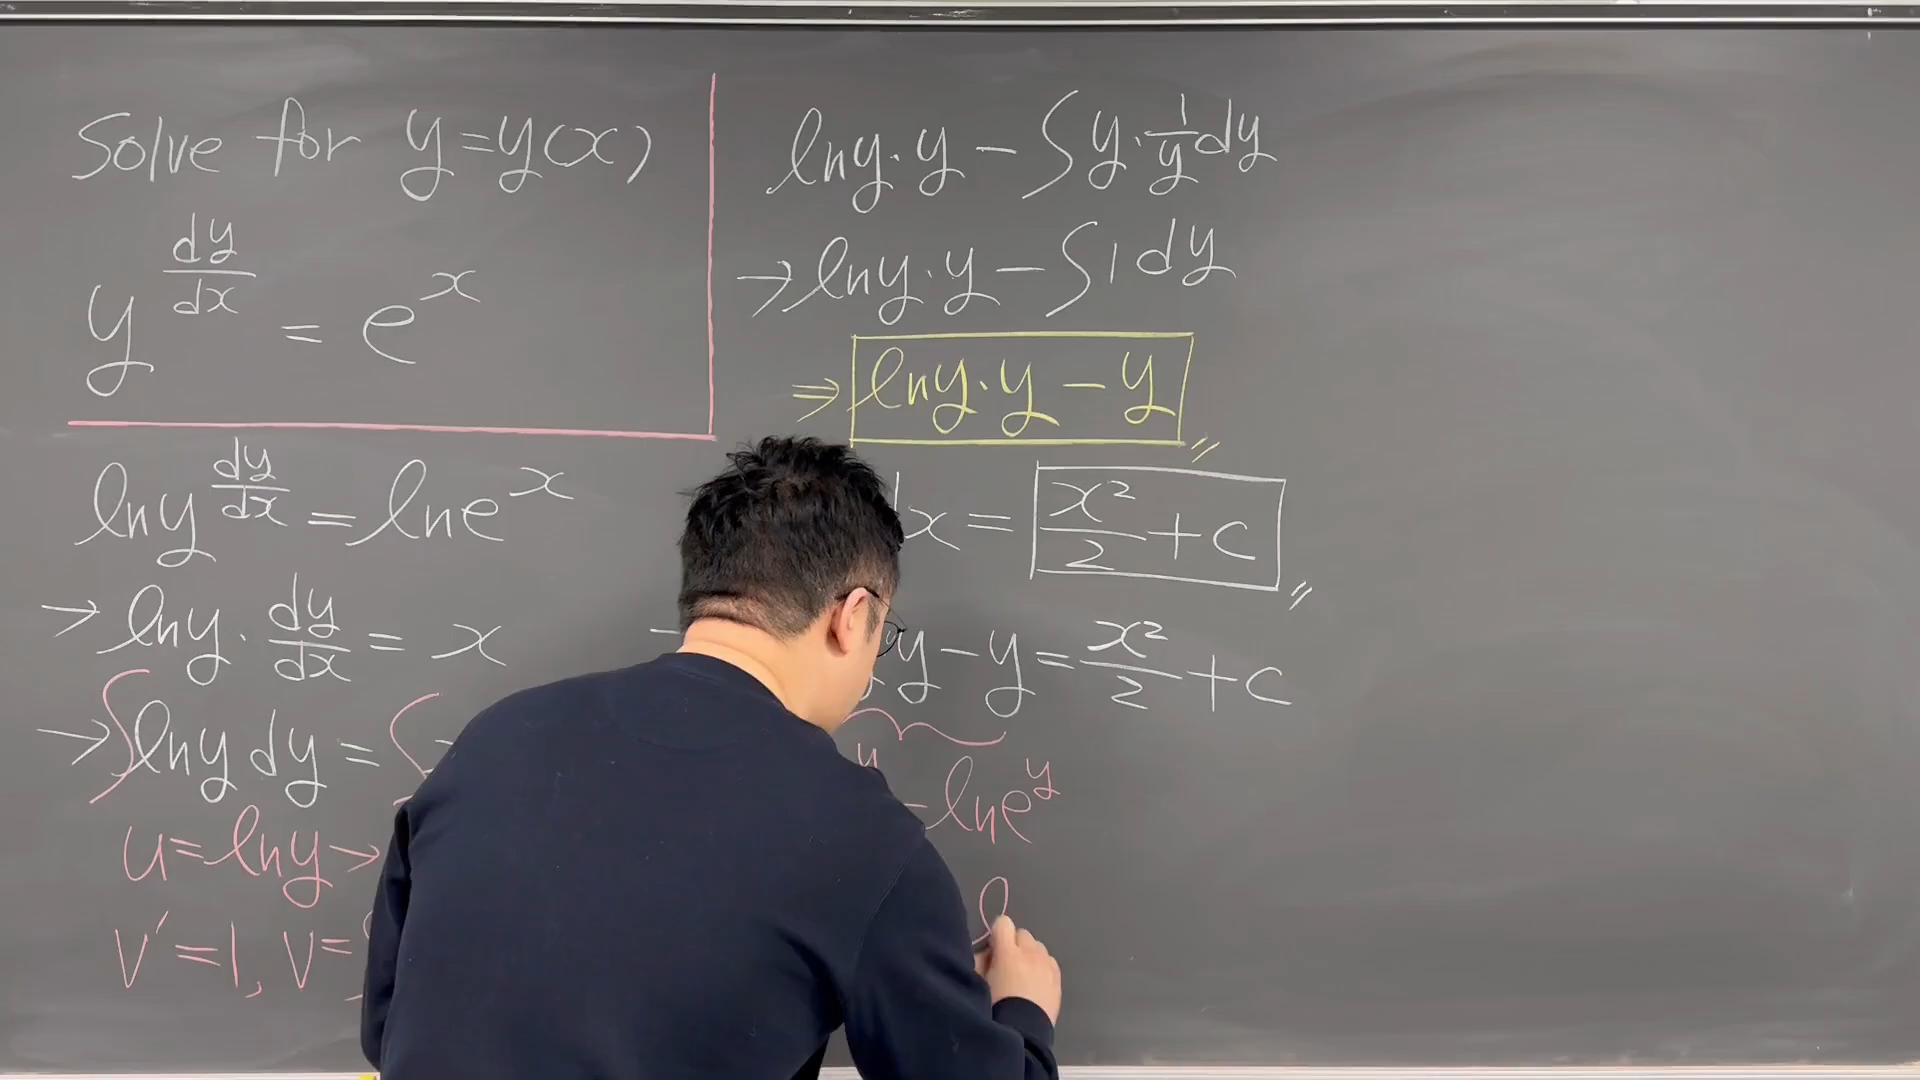 Solve for y=y(x)
y^{dy/dx} = e^x
ln y^{dy/dx} = ln e^x
→ ln y · dy/dx = x
→ ∫ ln y dy = ∫
u = ln y →
v' = 1, v =
ln y · y − ∫ y · 1/y dy
→ ln y · y − ∫ 1 dy
⇒ ln y · y − y
x = x²/2 + c
y − y = x²/2 + c
y
− ln e^y
l